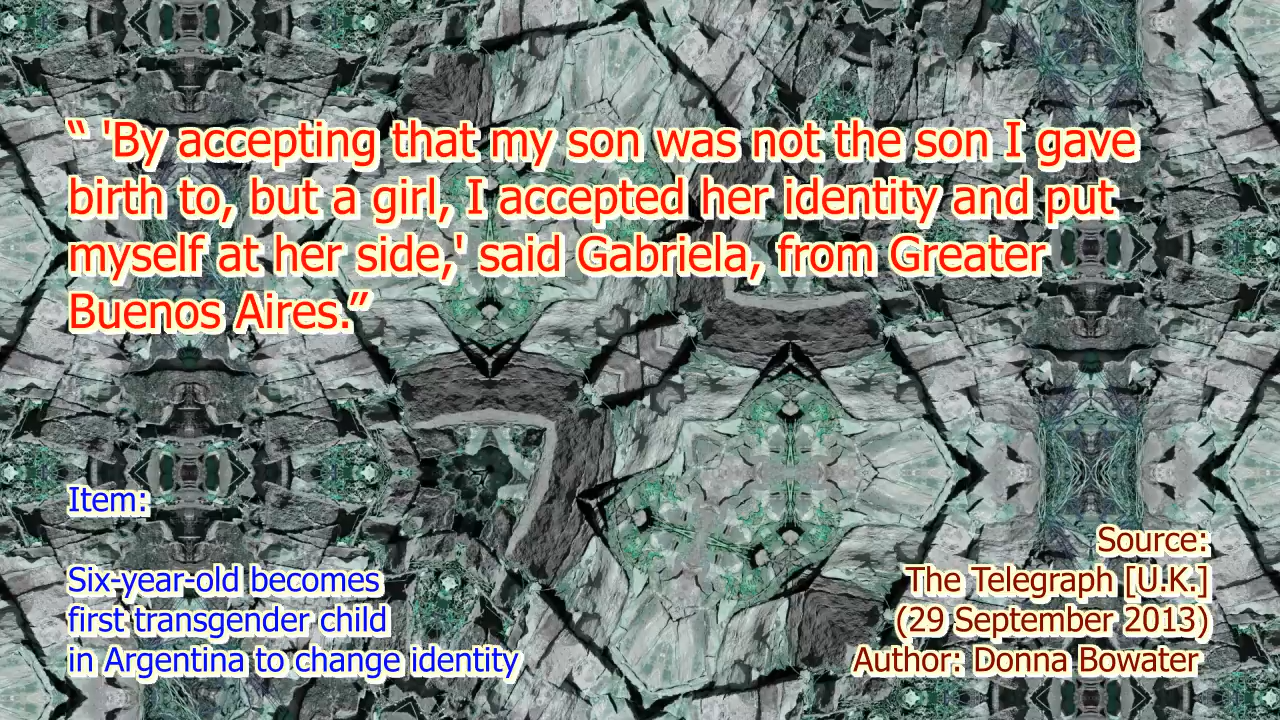 “ 'By accepting that my son was not the son I gave
birth to, but a girl, I accepted her identity and put
myself at her side,' said Gabriela, from Greater
Buenos Aires.”
Item:
Six-year-old becomes
first transgender child
in Argentina to change identity
Source:
The Telegraph [U.K.]
(29 September 2013)
Author: Donna Bowater